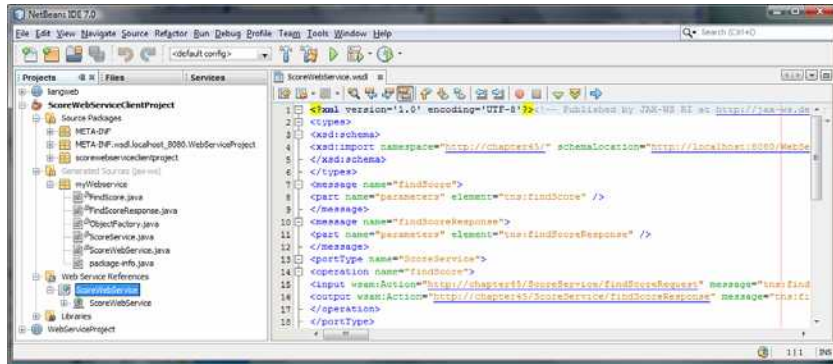 NetBeans IDE 7.0
File Edit View Navigate Source Refactor Run Debug Profile Team Tools Window Help
Search (Ctrl+I)
<default config>
Projects Files Services
liangweb
ScoreWebServiceClientProject
Source Packages
META-INF
META-INF.wsdl.localhost_8080.WebServiceProject
scorewebserviceclientproject
Generated Sources (jax-ws)
myWebservice
FindScore.java
FindScoreResponse.java
ObjectFactory.java
ScoreService.java
ScoreWebService.java
package-info.java
Web Service References
ScoreWebService
ScoreWebService
Libraries
WebServiceProject
ScoreWebService.wsdl
1 <?xml version='1.0' encoding='UTF-8'?><!-- Published by JAX-WS RI at http://jax-ws.de
2 <types>
3 <xsd:schema>
4 <xsd:import namespace="http://chapter45/" schemaLocation="http://localhost:8080/WebSe
5 </xsd:schema>
6 </types>
7 <message name="findScore">
8 <part name="parameters" element="tns:findScore" />
9 </message>
10 <message name="findScoreResponse">
11 <part name="parameters" element="tns:findScoreResponse" />
12 </message>
13 <portType name="ScoreService">
14 <operation name="findScore">
15 <input wsam:Action="http://chapter45/ScoreService/findScoreRequest" message="tns:find
16 <output wsam:Action="http://chapter45/ScoreService/findScoreResponse" message="tns:fi
17 </operation>
18 </portType>
1|1 INS